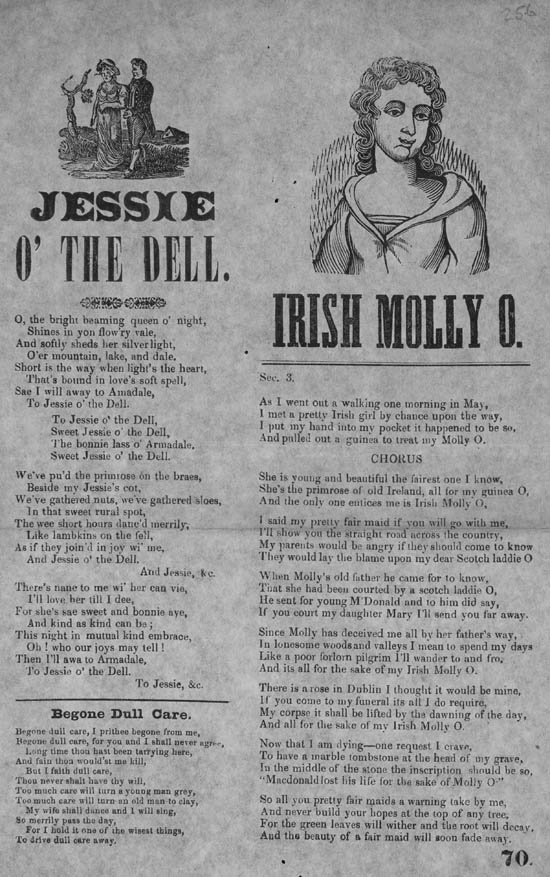 256
JESSIE
O' THE DELL.
O, the bright beaming queen o' night,
Shines in yon flow'ry vale,
And softly sheds her silver light,
O'er mountain, lake, and dale.
Short is the way when light's the heart,
That's bound in love's soft spell,
Sae I will away to Amadale,
To Jessie o' the Dell.
To Jessie o' the Dell,
Sweet Jessie o' the Dell,
The bonnie lass o' Armadale,
Sweet Jessie o' the Dell.
We've pu'd the primrose on the braes,
Beside my Jessie's cot,
We've gathered nuts, we've gathered sloes,
In that sweet rural spot,
The wee short hours danc'd merrily,
Like lambkins on the fell,
As if they join'd in joy wi' me,
And Jessie o' the Dell.
And Jessie, &c.
There's nane to me wi' her can vie,
I'll love her till I dee,
For she's sae sweet and bonnie aye,
And kind as kind can be;
This night in mutual kind embrace,
Oh! who our joys may tell!
Then I'll awa to Armadale,
To Jessie o' the Dell.
To Jessie, &c.
Begone Dull Care.
Begone dull care, I prithee begone from me,
Begone dull care, for you and I shall never agree,
Long time thou hast been tarrying here,
And fain thou would'st me kill,
But I faith dull care,
Thou never shalt have thy will,
Too much care will turn a young man grey,
Too much care will turn an old man to clay,
My wife shall dance and I will sing,
So merrily pass the day,
For I hold it one of the wisest things,
To drive dull care away.
IRISH MOLLY O.
Sec. 3.
As I went out a walking one morning in May,
I met a pretty Irish girl by chance upon the way,
I put my hand into my pocket it happened to be so,
And pulled out a guinea to treat my Molly O.
CHORUS
She is young and beautiful the fairest one I know,
She's the primrose of old Ireland, all for my guinea O,
And the only one entices me is Irish Molly O,
I said my pretty fair maid if you will go with me,
I'll show you the straight road across the country,
My parents would be angry if they should come to know
They would lay the blame upon my dear Scotch laddie O
When Molly's old father he came for to know,
That she had been courted by a scotch laddie O,
He sent for young M'Donald and to him did say,
If you court my daughter Mary I'll send you far away.
Since Molly has deceived me all by her father's way,
In lonesome woods and valleys I mean to spend my days
Like a poor forlorn pilgrim I'll wander to and fro,
And its all for the sake of my Irish Molly O.
There is a rose in Dublin I thought it would be mine,
If you come to my funeral its all I do require,
My corpse it shall be lifted by the dawning of the day,
And all for the sake of my Irish Molly O.
Now that I am dying—one request I crave,
To have a marble tombstone at the head of my grave,
In the middle of the stone the inscription should be so,
"Macdonald lost his life for the sake of Molly O"
So all you pretty fair maids a warning take by me,
And never build your hopes at the top of any tree,
For the green leaves will wither and the root will decay,
And the beauty of a fair maid will soon fade away.
70.